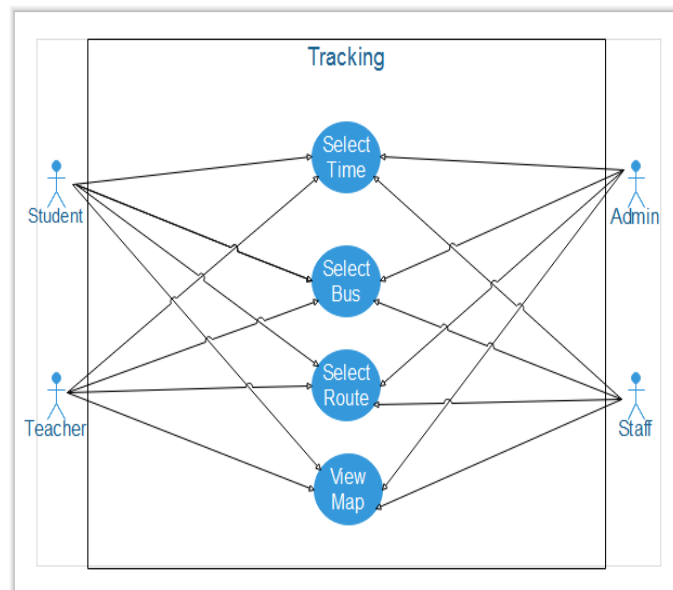 Tracking
Select
Time
Student
Admin
Select
Bus
Select
Route
Teacher
Staff
View
Map